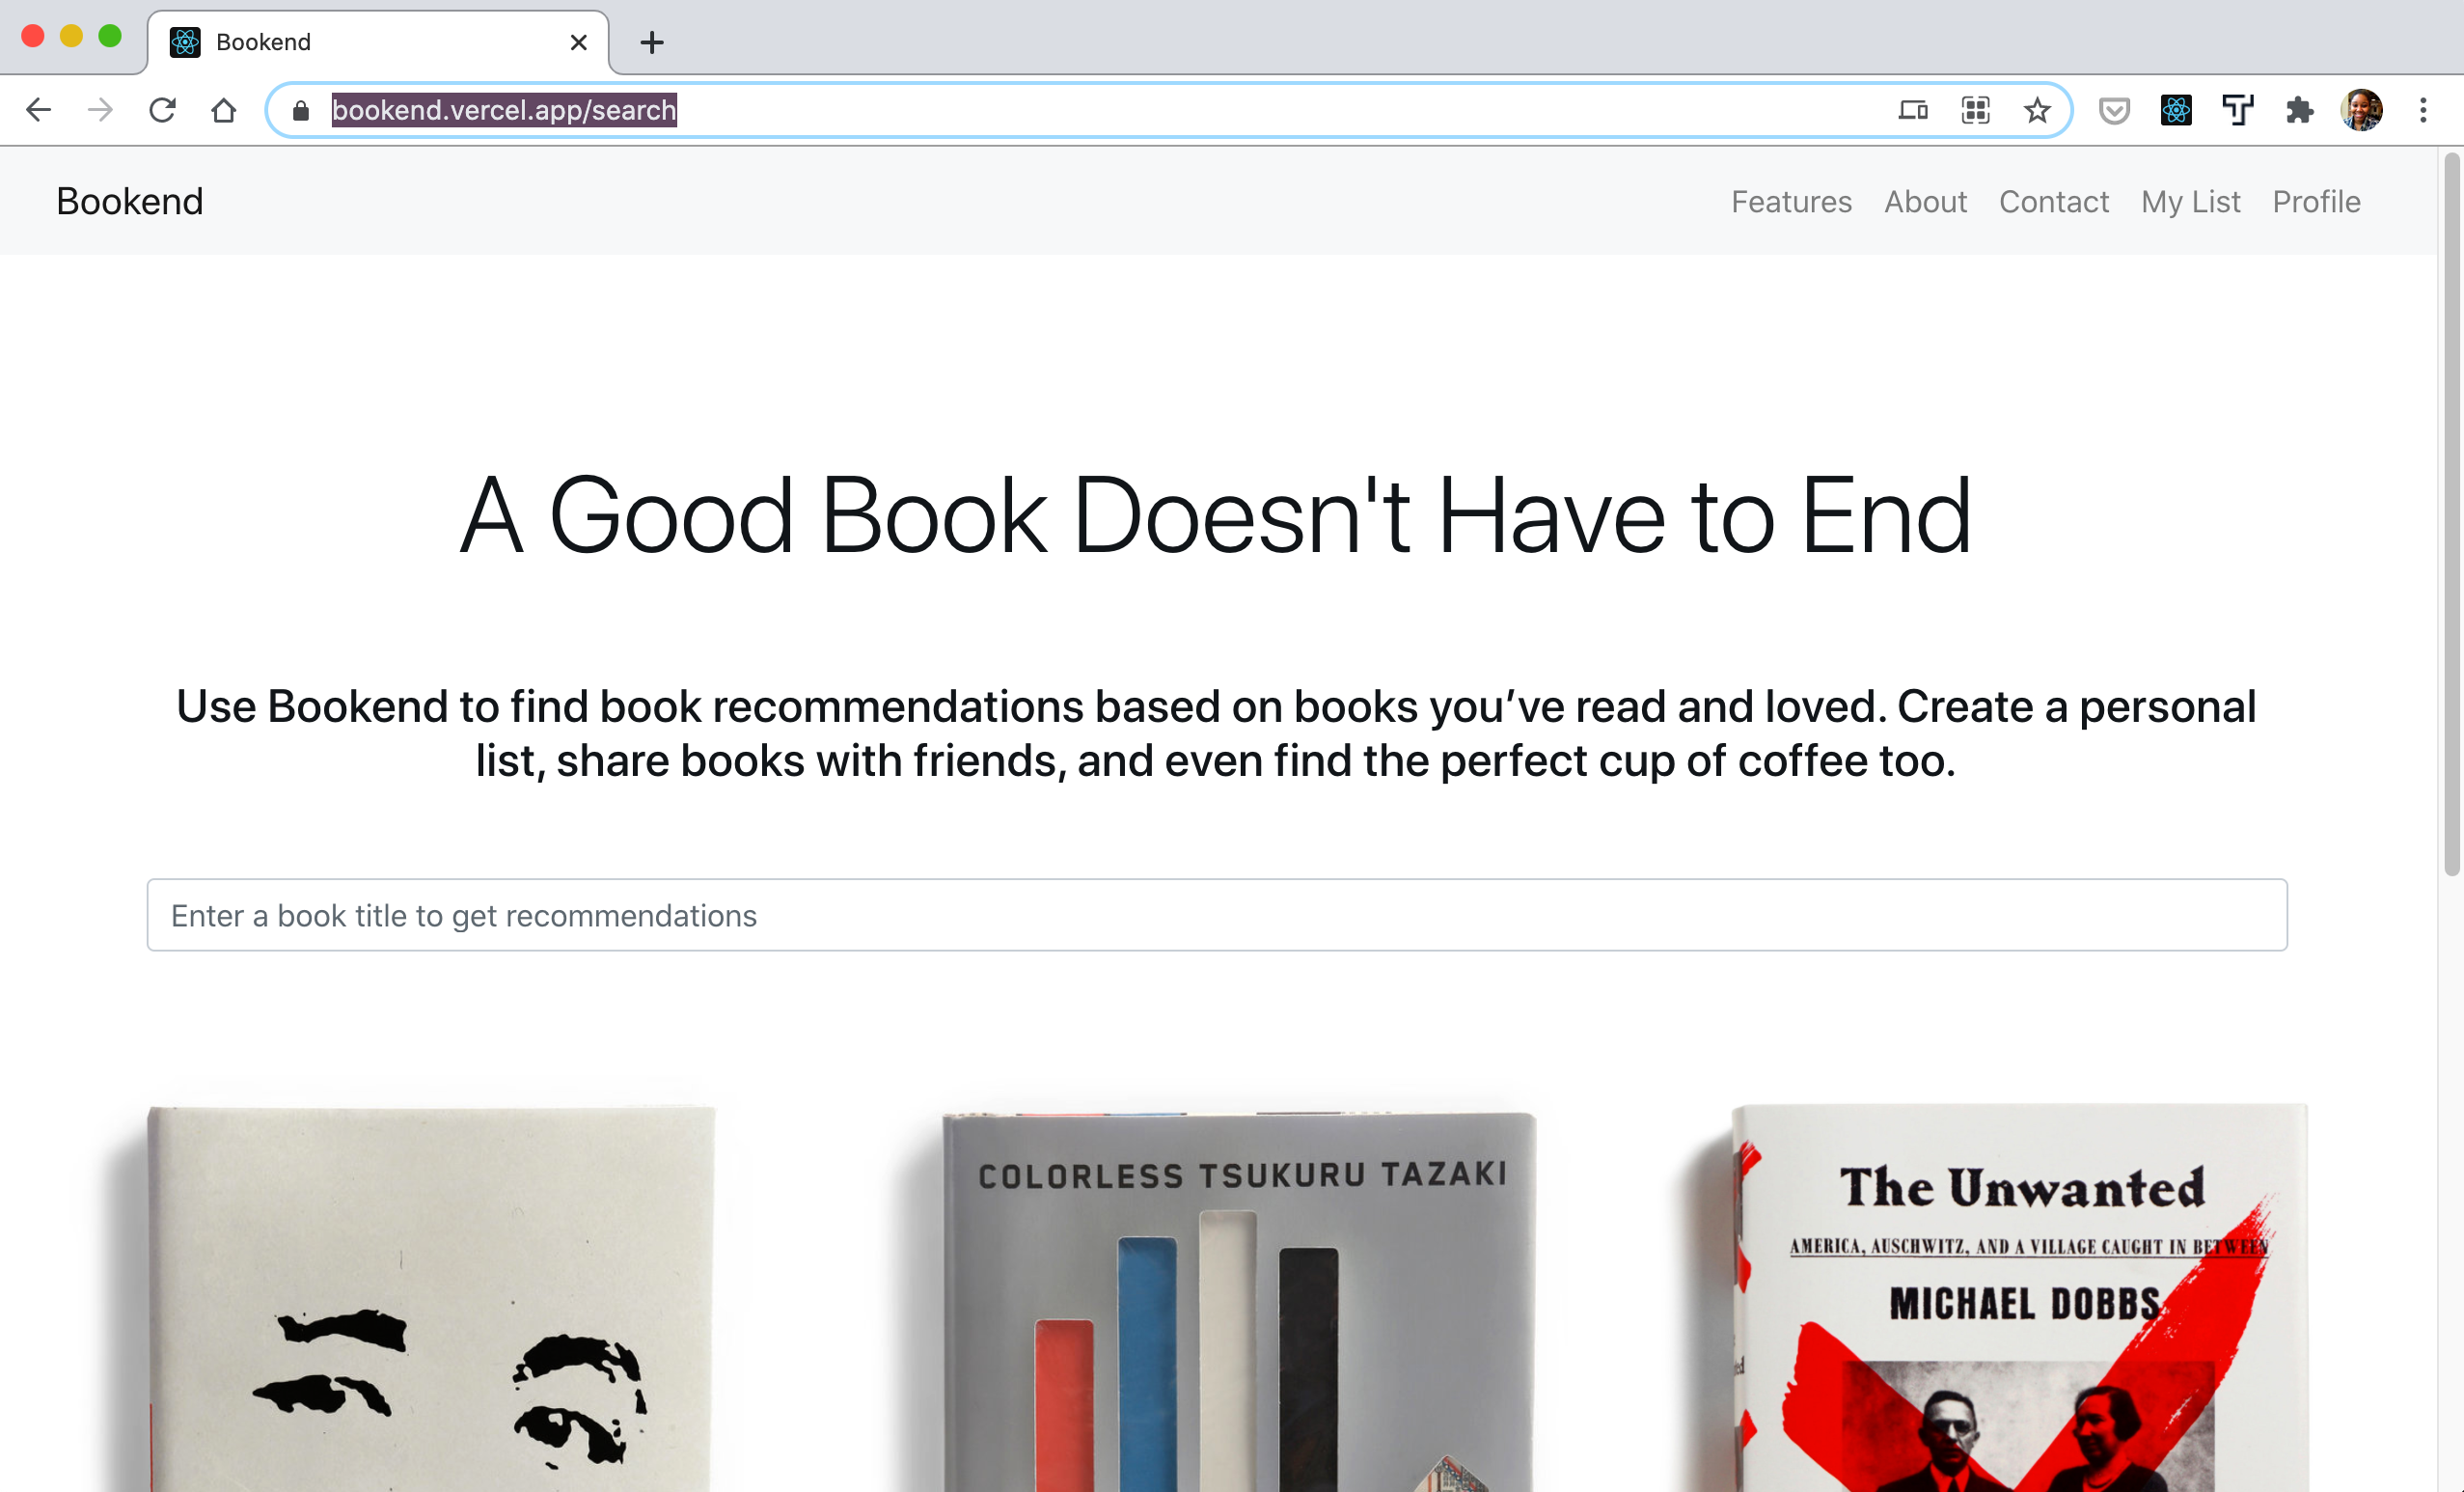 Bookend
bookend.vercel.app/search
Bookend
Features About Contact My List Profile
A Good Book Doesn't Have to End
Use Bookend to find book recommendations based on books you’ve read and loved. Create a personal
list, share books with friends, and even find the perfect cup of coffee too.
Enter a book title to get recommendations
COLORLESS TSUKURU TAZAKI
The Unwanted
AMERICA, AUSCHWITZ, AND A VILLAGE CAUGHT IN BETWEEN
MICHAEL DOBBS